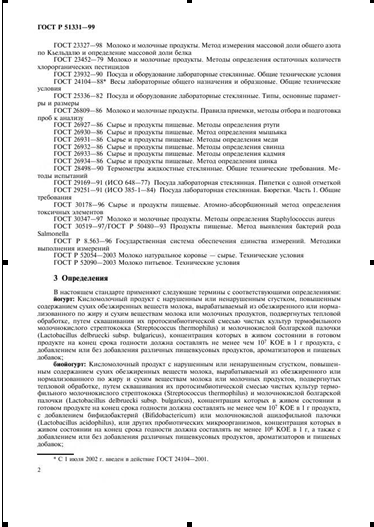 ГОСТ Р 51331—99
ГОСТ 23327—98 Молоко и молочные продукты. Метод измерения массовой доли общего азота
по Кьельдалю и определение массовой доли белка
ГОСТ 23452—79 Молоко и молочные продукты. Методы определения остаточных количеств
хлорорганических пестицидов
ГОСТ 23932—90 Посуда и оборудование лабораторные стеклянные. Общие технические условия
ГОСТ 24104—88* Весы лабораторные общего назначения и образцовые. Общие технические
условия
ГОСТ 25336—82 Посуда и оборудование лабораторные стеклянные. Типы, основные парамет-
ры и размеры
ГОСТ 26809—86 Молоко и молочные продукты. Правила приемки, методы отбора и подготовка
проб к анализу
ГОСТ 26927—86 Сырье и продукты пищевые. Методы определения ртути
ГОСТ 26930—86 Сырье и продукты пищевые. Метод определения мышьяка
ГОСТ 26931—86 Сырье и продукты пищевые. Методы определения меди
ГОСТ 26932—86 Сырье и продукты пищевые. Методы определения свинца
ГОСТ 26933—86 Сырье и продукты пищевые. Методы определения кадмия
ГОСТ 26934—86 Сырье и продукты пищевые. Метод определения цинка
ГОСТ 28498—90 Термометры жидкостные стеклянные. Общие технические требования. Ме-
тоды испытаний
ГОСТ 29169—91 (ИСО 648—77) Посуда лабораторная стеклянная. Пипетки с одной отметкой
ГОСТ 29251—91 (ИСО 385-1—84) Посуда лабораторная стеклянная. Бюретки. Часть 1. Общие
требования
ГОСТ 30178—96 Сырье и продукты пищевые. Атомно-абсорбционный метод определения
токсичных элементов
ГОСТ 30347—97 Молоко и молочные продукты. Методы определения Staphylococcus aureus
ГОСТ 30519—97/ГОСТ Р 50480—93 Продукты пищевые. Метод выявления бактерий рода
Salmonella
ГОСТ Р 8.563—96 Государственная система обеспечения единства измерений. Методики
выполнения измерений
ГОСТ Р 52054—2003 Молоко натуральное коровье — сырье. Технические условия
ГОСТ Р 52090—2003 Молоко питьевое. Технические условия
3 Определения
В настоящем стандарте применяют следующие термины с соответствующими определениями:
йогурт: Кисломолочный продукт с нарушенным или ненарушенным сгустком, повышенным
содержанием сухих обезжиренных веществ молока, вырабатываемый из обезжиренного или норма-
лизованного по жиру и сухим веществам молока или молочных продуктов, подвергнутых тепловой
обработке, путем сквашивания их протосимбиотической смесью чистых культур термофильного
молочнокислого стрептококка (Streptococcus thermophilus) и молочнокислой болгарской палочки
(Lactobacillus delbruecki subsp. bulgaricus), концентрация которых в живом состоянии в готовом
продукте на конец срока годности должна составлять не менее чем 10⁷ КОЕ в 1 г продукта, с
добавлением или без добавления различных пищевкусовых продуктов, ароматизаторов и пищевых
добавок;
биойогурт: Кисломолочный продукт с нарушенным или ненарушенным сгустком, повышен-
ным содержанием сухих обезжиренных веществ молока, вырабатываемый из обезжиренного или
нормализованного по жиру и сухим веществам молока или молочных продуктов, подвергнутых
тепловой обработке, путем сквашивания их протосимбиотической смесью чистых культур термо-
фильного молочнокислого стрептококка (Streptococcus thermophilus) и молочнокислой болгарской палочки
(Lactobacillus delbruecki subsp. bulgaricus), концентрация которых в живом состоянии в
готовом продукте на конец срока годности должна составлять не менее чем 10⁷ КОЕ в 1 г продукта,
с добавлением бифидобактерий (Bifidobacterium) или молочнокислой ацидофильной палочки
(Lactobacillus acidophilus), или других пробиотических микроорганизмов, концентрация которых в
живом состоянии на конец срока годности должна составлять не менее 10⁶ КОЕ в 1 г, а также с
добавлением или без добавления различных пищевкусовых продуктов, ароматизаторов и пищевых
добавок;
* С 1 июля 2002 г. введен в действие ГОСТ 24104—2001.
2